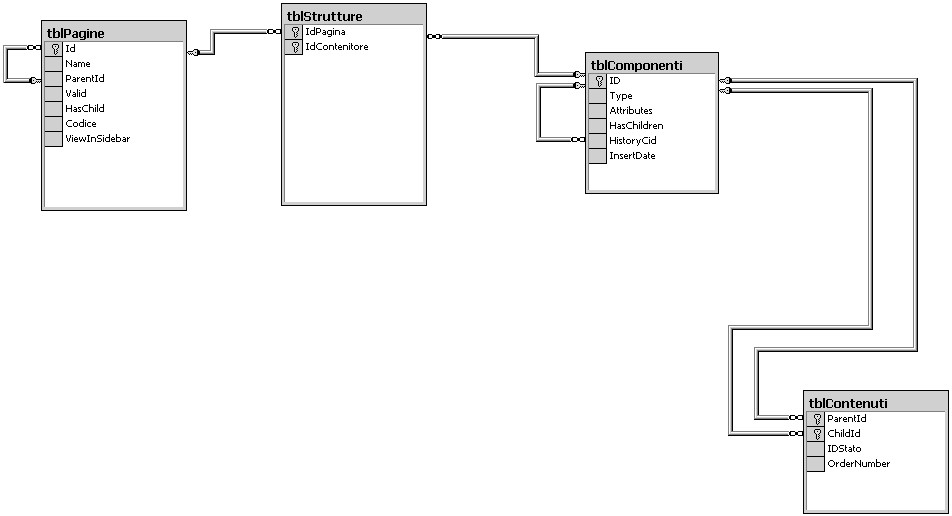 tblPagine
Id
Name
ParentId
Valid
HasChild
Codice
ViewInSidebar
tblStrutture
IdPagina
IdContenitore
tblComponenti
ID
Type
Attributes
HasChildren
HistoryCid
InsertDate
tblContenuti
ParentId
ChildId
IDStato
OrderNumber